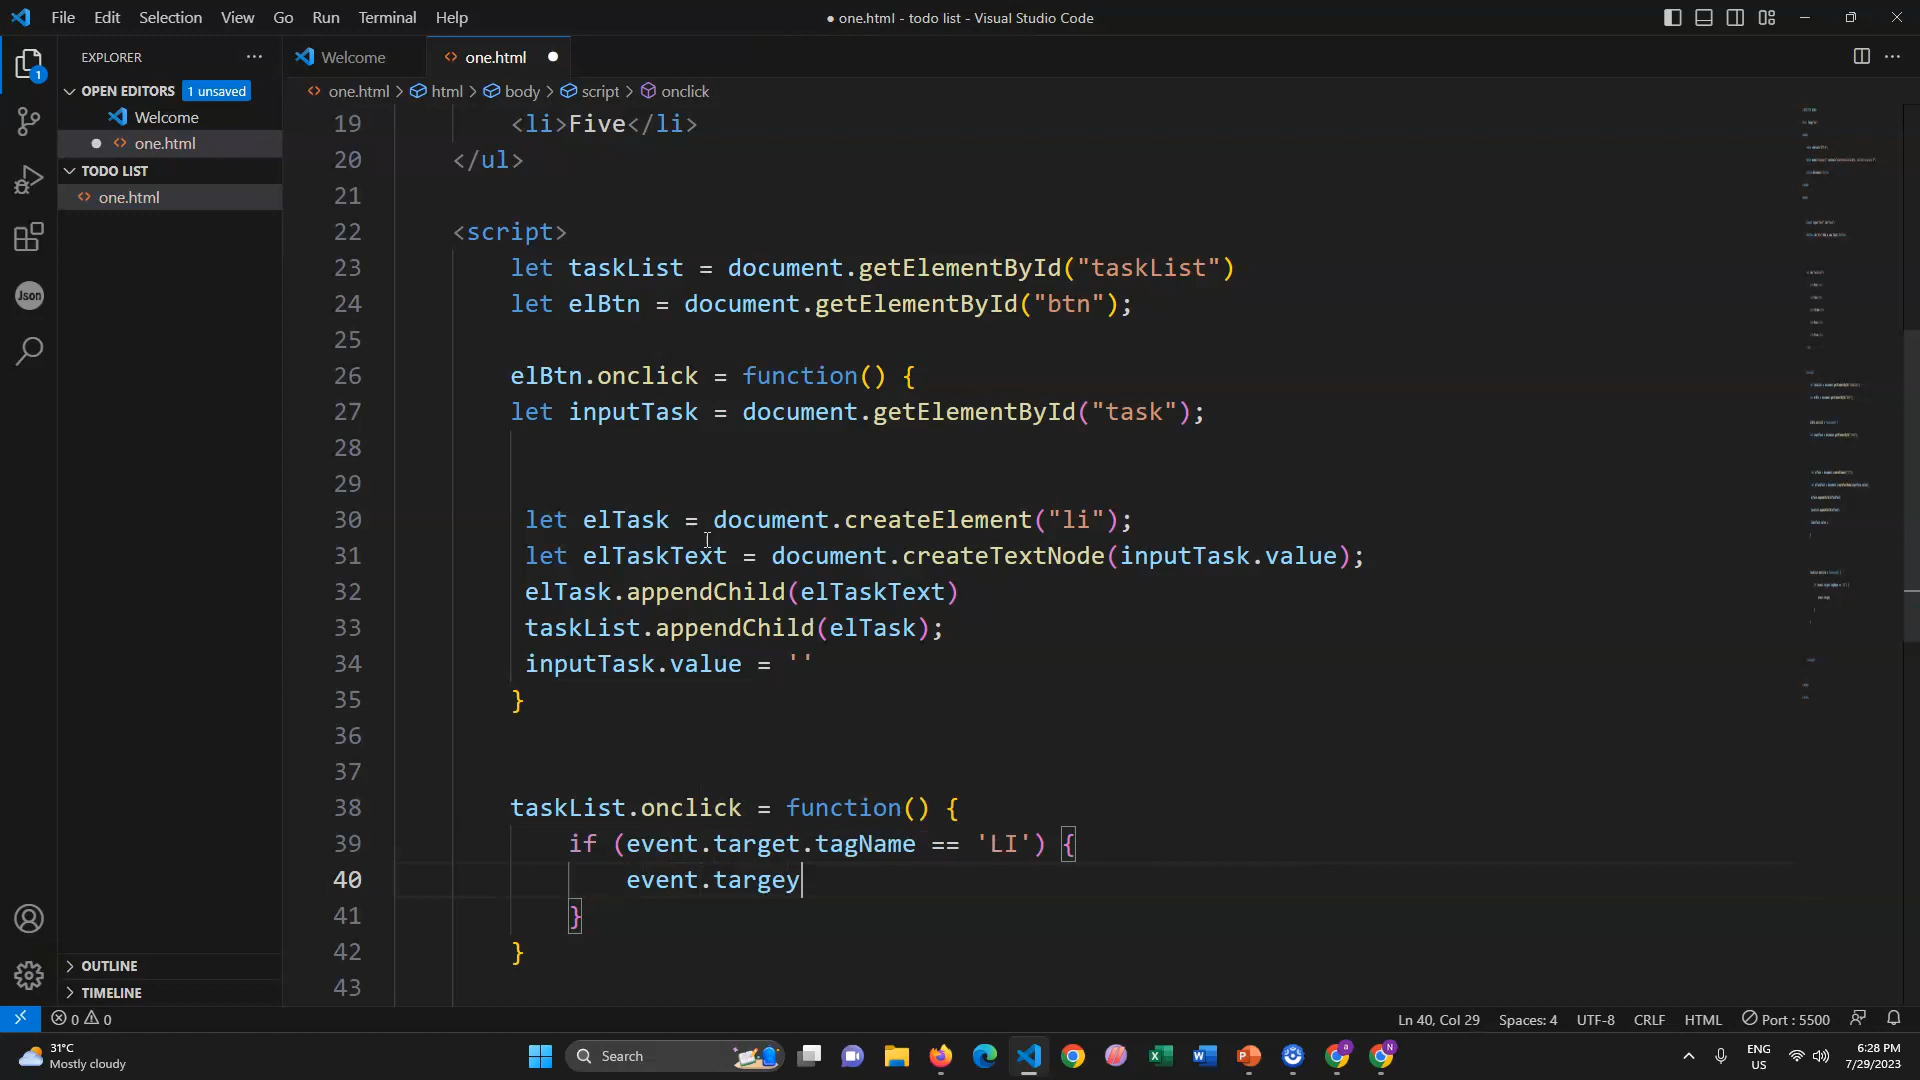 File Edit Selection View Go Run Terminal Help
● one.html - todo list - Visual Studio Code
EXPLORER
OPEN EDITORS 1 unsaved
Welcome
one.html
TODO LIST
one.html
OUTLINE
TIMELINE
1
Json
Welcome
one.html
one.html > html > body > script > onclick
19 <li>Five</li>
20 </ul>
21
22 <script>
23 let taskList = document.getElementById("taskList")
24 let elBtn = document.getElementById("btn");
25
26 elBtn.onclick = function() {
27 let inputTask = document.getElementById("task");
28
29
30 let elTask = document.createElement("li");
31 let elTaskText = document.createTextNode(inputTask.value);
32 elTask.appendChild(elTaskText)
33 taskList.appendChild(elTask);
34 inputTask.value = ''
35 }
36
37
38 taskList.onclick = function() {
39 if (event.target.tagName == 'LI') {
40 event.targey
41 }
42 }
43
0 0
Ln 40, Col 29 Spaces: 4 UTF-8 CRLF HTML Port : 5500
31°C
Mostly cloudy
Search
ENG
US
6:28 PM
7/29/2023